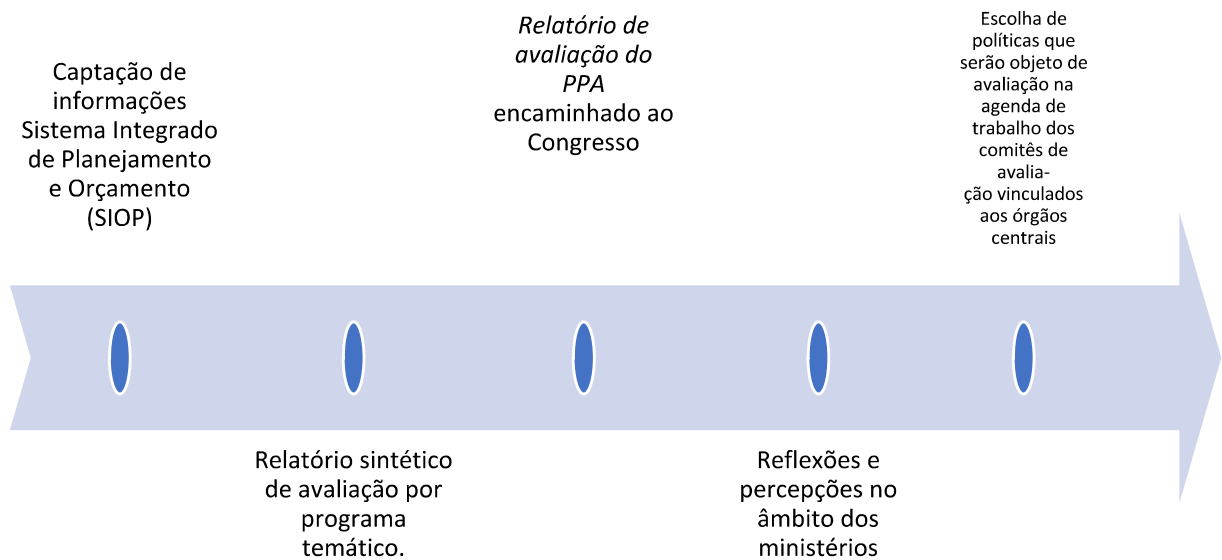 Captação de
informações
Sistema Integrado
de Planejamento
e Orçamento
(SIOP)
Relatório sintético
de avaliação por
programa
temático.
Relatório de
avaliação do
PPA
encaminhado ao
Congresso
Reflexões e
percepções no
âmbito dos
ministérios
Escolha de
políticas que
serão objeto de
avaliação na
agenda de
trabalho dos
comitês de
avalia-
ção vinculados
aos órgãos
centrais